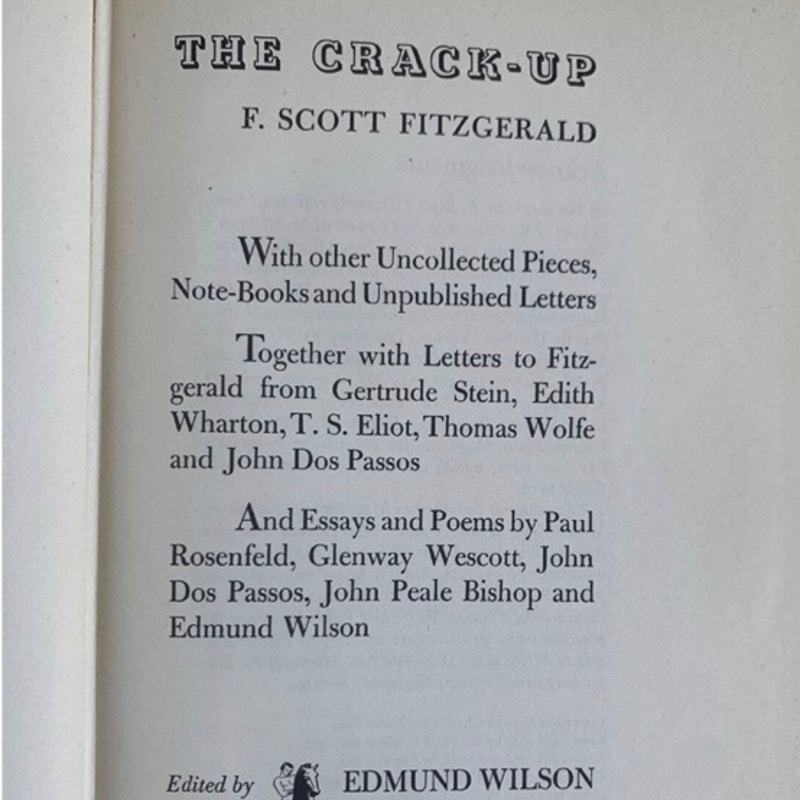 THE CRACK-UP
F. SCOTT FITZGERALD
With other Uncollected Pieces,
Note-Books and Unpublished Letters
Together with Letters to Fitz-
gerald from Gertrude Stein, Edith
Wharton, T. S. Eliot, Thomas Wolfe
and John Dos Passos
And Essays and Poems by Paul
Rosenfeld, Glenway Wescott, John
Dos Passos, John Peale Bishop and
Edmund Wilson
Edited by EDMUND WILSON